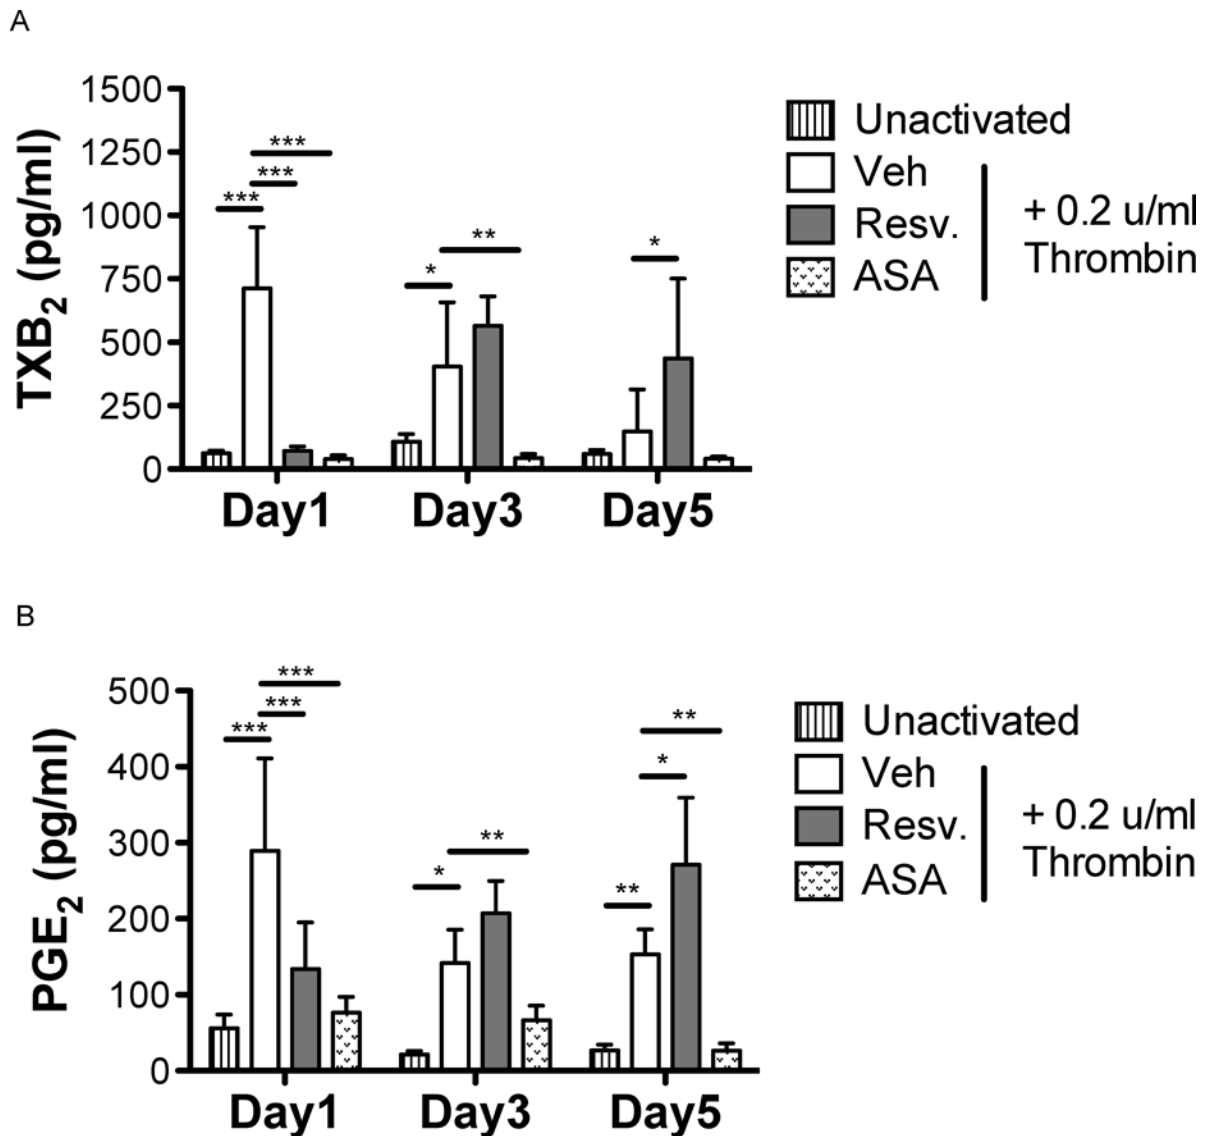 A
1500
1250
1000
750
500
250
0
TXB2 (pg/ml)
***
***
***
*
**
*
Day1
Day3
Day5
Unactivated
Veh
Resv.
ASA
+ 0.2 u/ml
Thrombin
B
500
400
300
200
100
0
PGE2 (pg/ml)
***
***
***
*
**
**
*
**
Day1
Day3
Day5
Unactivated
Veh
Resv.
ASA
+ 0.2 u/ml
Thrombin